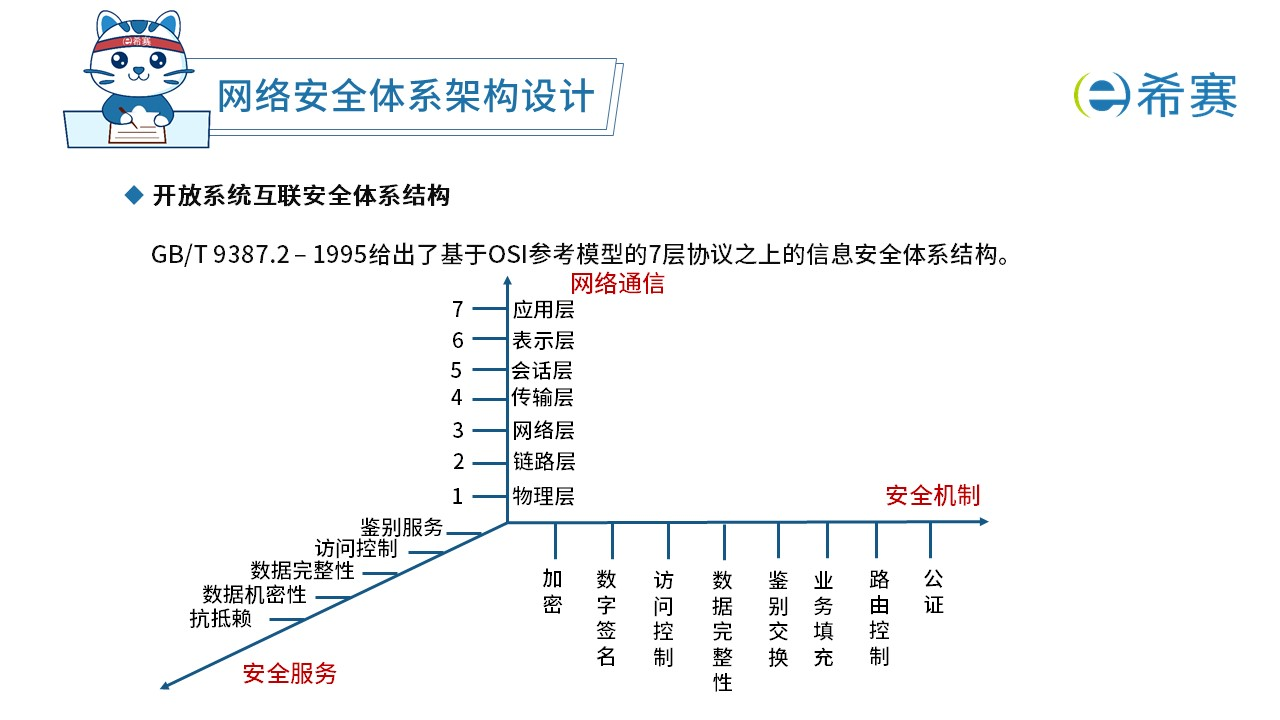 希赛
网络安全体系架构设计
希赛
开放系统互联安全体系结构
GB/T 9387.2 – 1995给出了基于OSI参考模型的7层协议之上的信息安全体系结构。
网络通信
7 应用层
6 表示层
5 会话层
4 传输层
3 网络层
2 链路层
1 物理层
安全机制
鉴别服务
访问控制
数据完整性
数据机密性
抗抵赖
安全服务
加密
数字签名
访问控制
数据完整性
鉴别交换
业务填充
路由控制
公证